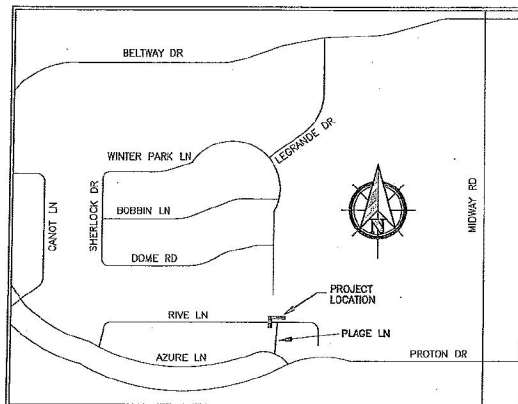 BELTWAY DR
LEGRANDE DR
WINTER PARK LN
SHERLOCK DR
BOBBIN LN
CANOT LN
MIDWAY RD
N
DOME RD
PROJECT
LOCATION
RIVE LN
PLAGE LN
AZURE LN
PROTON DR